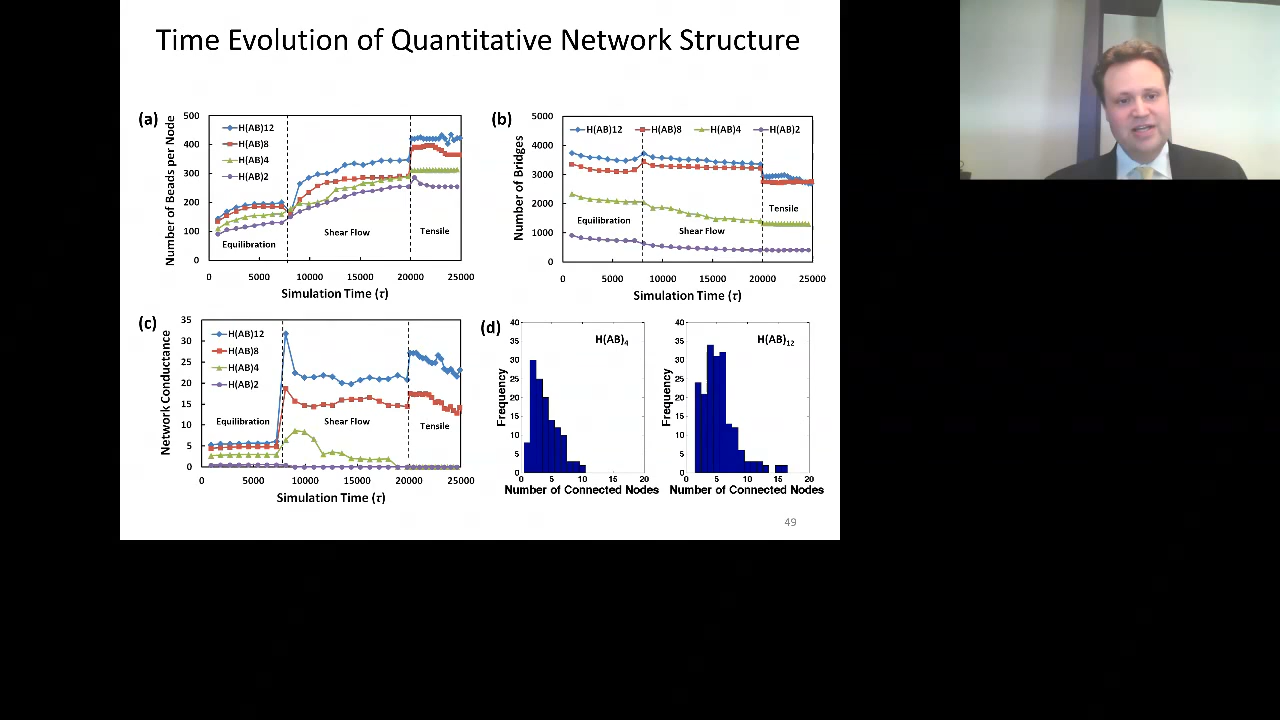 Time Evolution of Quantitative Network Structure
(a)
Number of Beads per Node
500
400
300
200
100
0
H(AB)12
H(AB)8
H(AB)4
H(AB)2
Equilibration
Shear Flow
Tensile
0 5000 10000 15000 20000 25000
Simulation Time (τ)
(b)
Number of Bridges
5000
4000
3000
2000
1000
0
H(AB)12 H(AB)8 H(AB)4 H(AB)2
Equilibration
Shear Flow
Tensile
0 5000 10000 15000 20000 25000
Simulation Time (τ)
(c)
Network Conductance
35
30
25
20
15
10
5
0
H(AB)12
H(AB)8
H(AB)4
H(AB)2
Equilibration
Shear Flow
Tensile
0 5000 10000 15000 20000 25000
Simulation Time (τ)
(d)
Frequency
40
35
30
25
20
15
10
5
0
H(AB)4
0 5 10 15 20
Number of Connected Nodes
Frequency
40
35
30
25
20
15
10
5
0
H(AB)12
0 5 10 15 20
Number of Connected Nodes
49